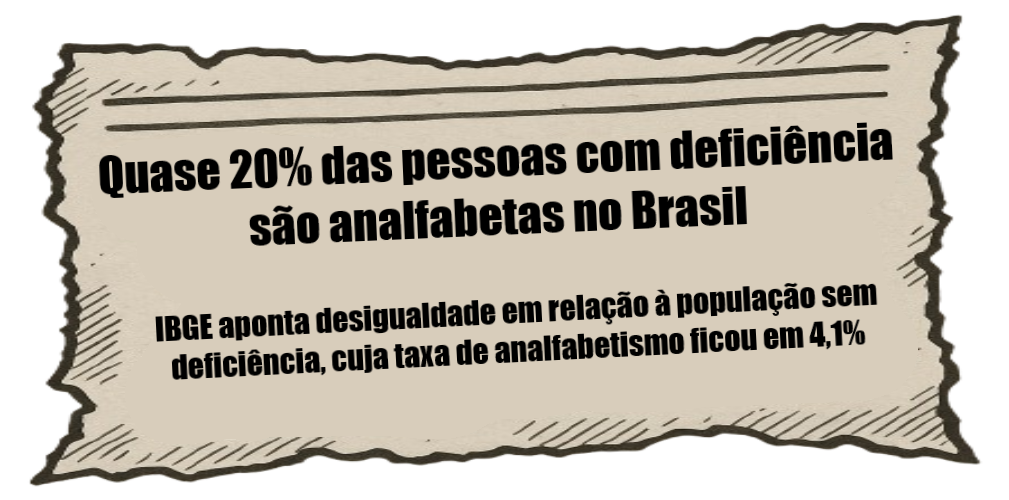 Quase 20% das pessoas com deficiência
são analfabetas no Brasil
IBGE aponta desigualdade em relação à população sem
deficiência, cuja taxa de analfabetismo ficou em 4,1%